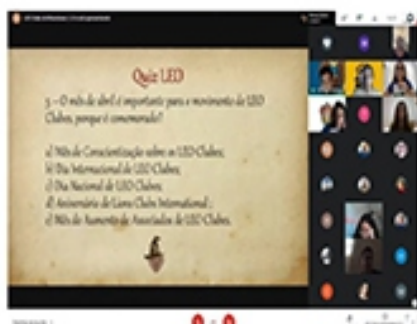 Quiz LEO
5 – O mês de abril é importante para o movimento de LEO
Clubes, porque é comemorado?
a) Mês de Conscientização sobre os LEO Clubes;
b) Dia Internacional de LEO Clubes;
c) Dia Nacional de LEO Clubes;
d) Aniversário de Lions Clubs International ;
e) Mês do Aumento de Associados de LEO Clubes.